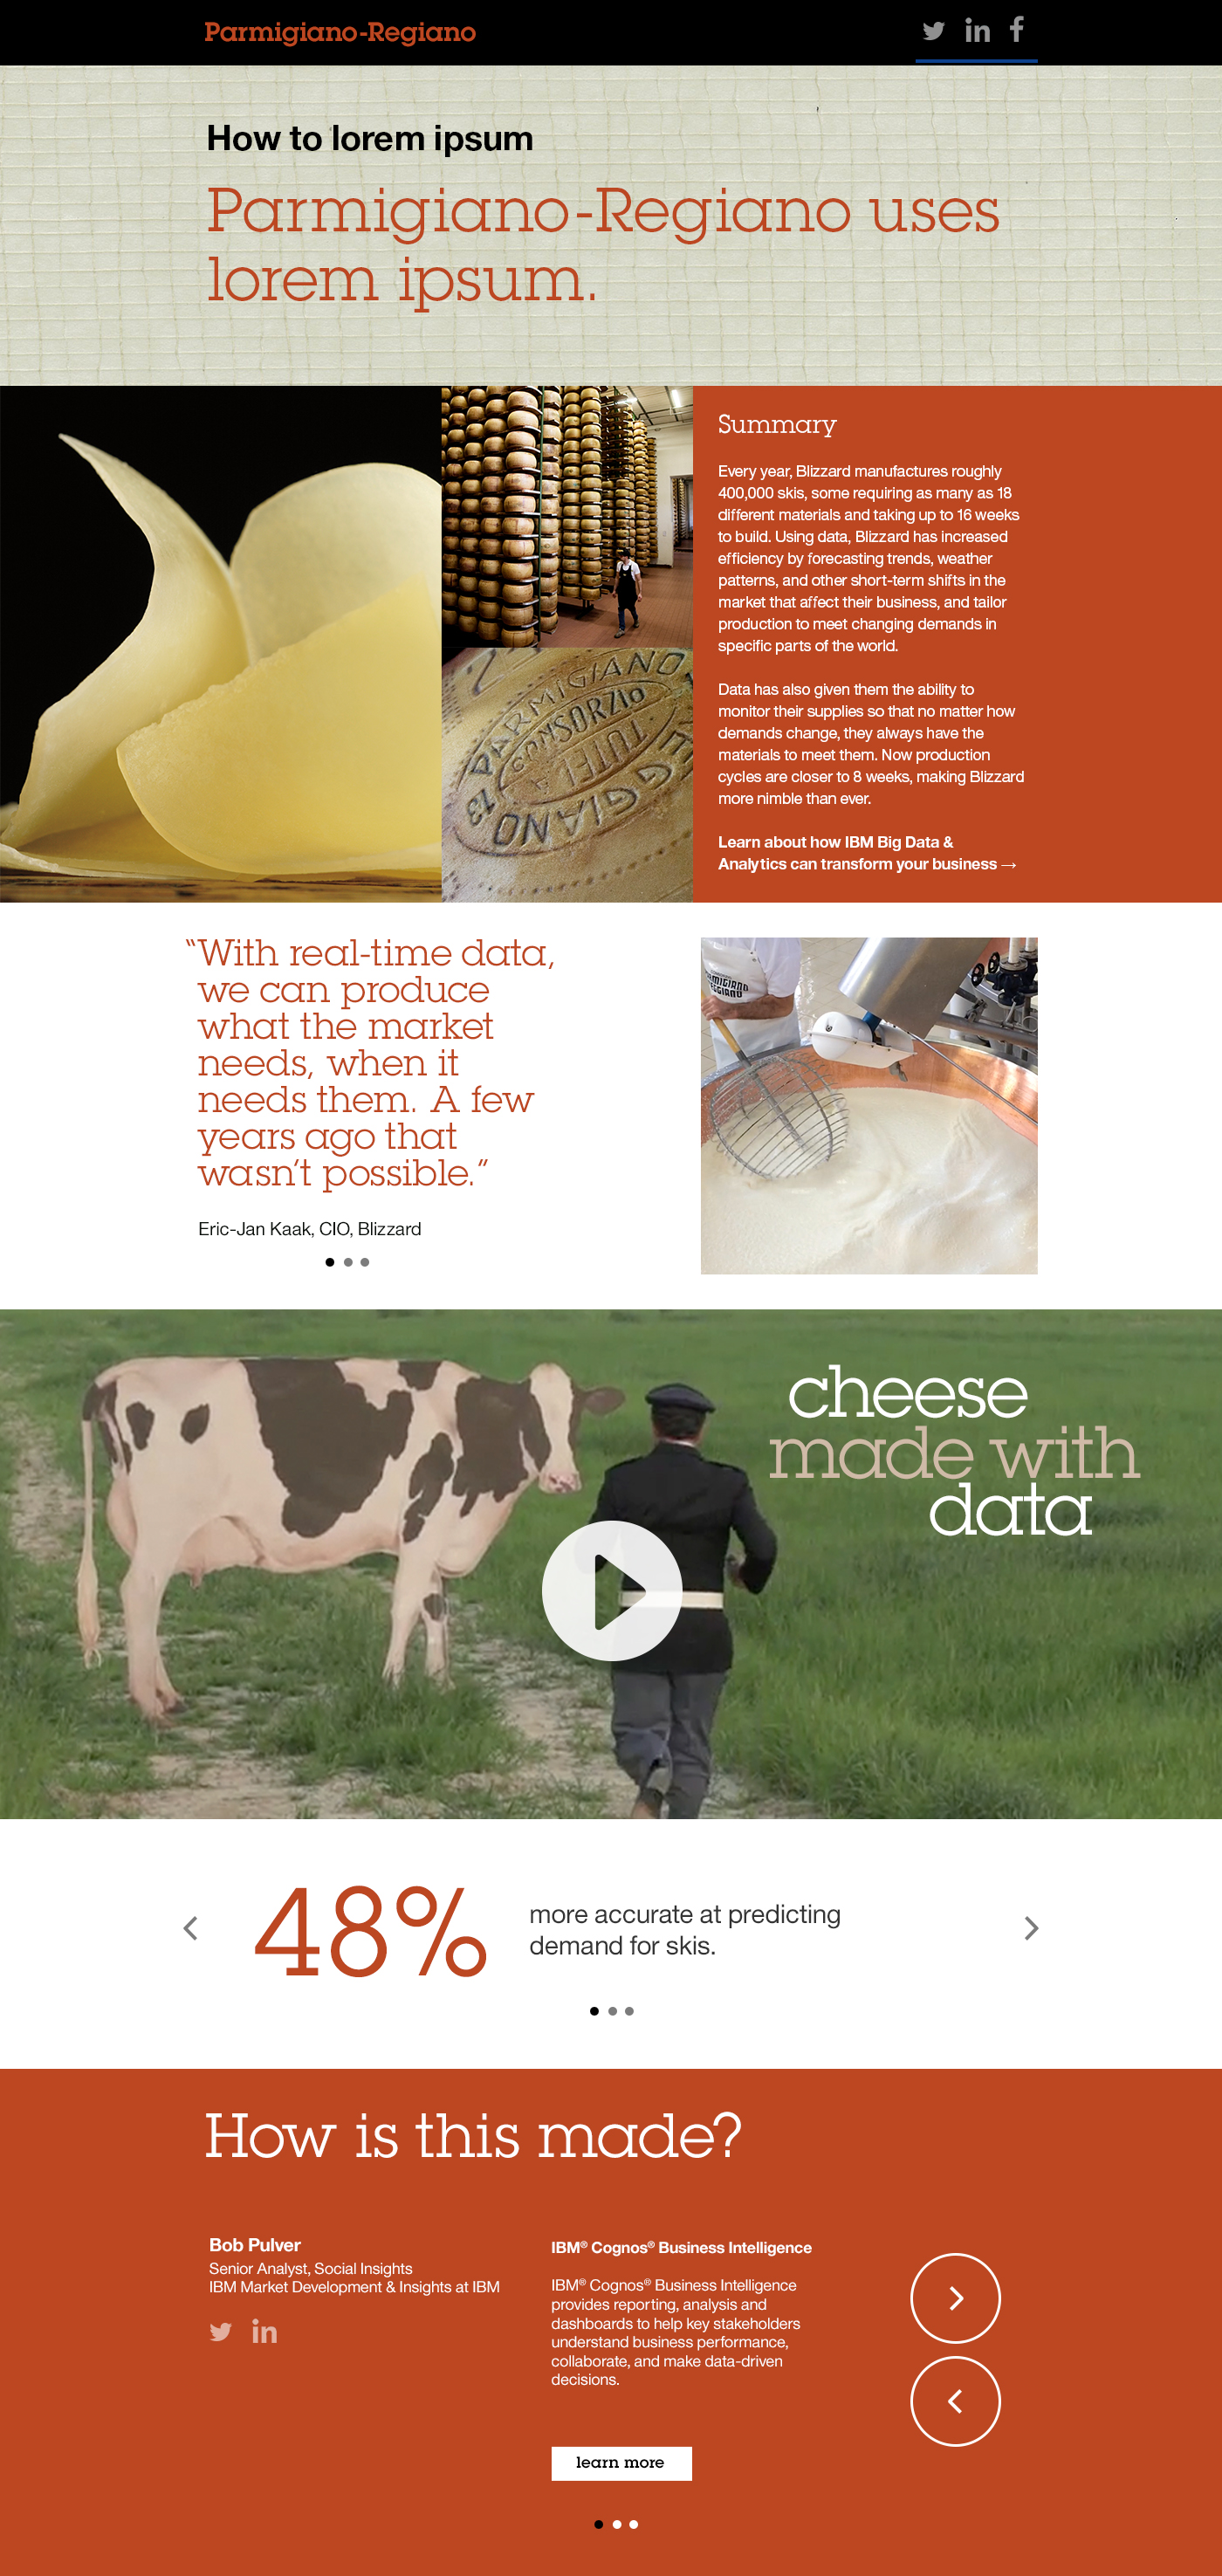 Parmigiano-Regiano
How to lorem ipsum
Parmigiano-Regiano uses
lorem ipsum.
Summary
Every year, Blizzard manufactures roughly
400,000 skis, some requiring as many as 18
different materials and taking up to 16 weeks
to build. Using data, Blizzard has increased
efficiency by forecasting trends, weather
patterns, and other short-term shifts in the
market that affect their business, and tailor
production to meet changing demands in
specific parts of the world.
Data has also given them the ability to
monitor their supplies so that no matter how
demands change, they always have the
materials to meet them. Now production
cycles are closer to 8 weeks, making Blizzard
more nimble than ever.
Learn about how IBM Big Data &
Analytics can transform your business →
PARMIGIANO
CONSORZIO
TUTELA
“With real-time data,
we can produce
what the market
needs, when it
needs them. A few
years ago that
wasn’t possible.”
Eric-Jan Kaak, CIO, Blizzard
PARMIGIANO
REGGIANO
cheese
made with
data
48%
more accurate at predicting
demand for skis.
How is this made?
Bob Pulver
Senior Analyst, Social Insights
IBM Market Development & Insights at IBM
IBM® Cognos® Business Intelligence
IBM® Cognos® Business Intelligence
provides reporting, analysis and
dashboards to help key stakeholders
understand business performance,
collaborate, and make data-driven
decisions.
learn more